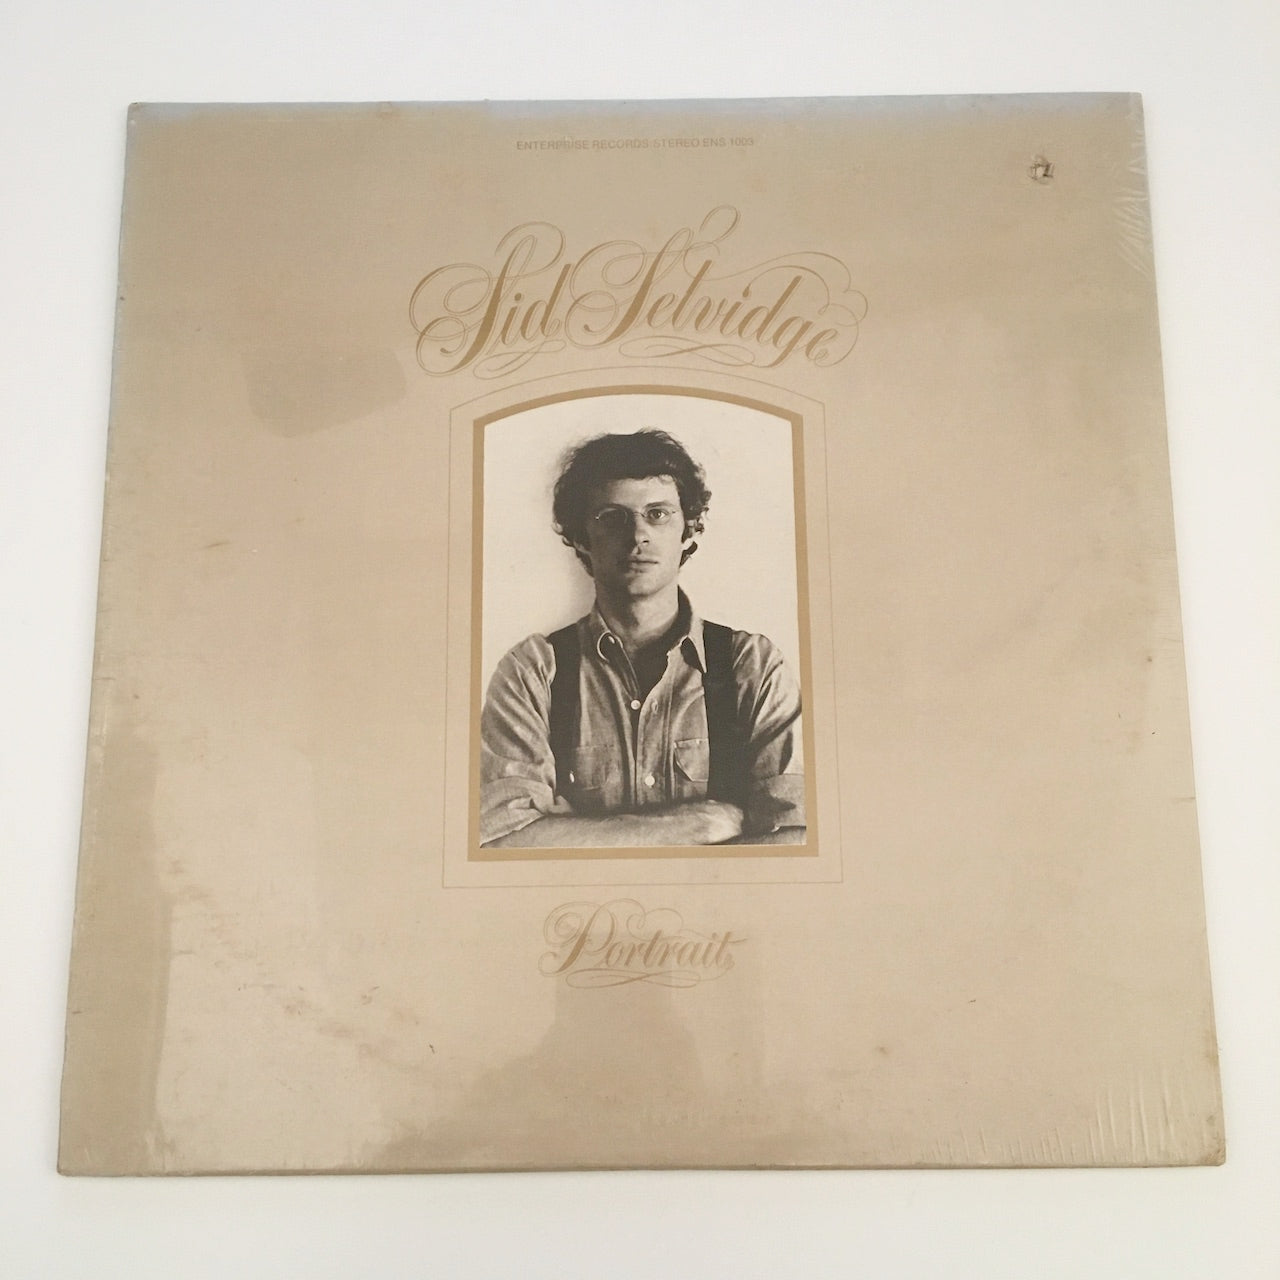 ENTERPRISE RECORDS STEREO ENS 1003
Sid Selvidge
Portrait